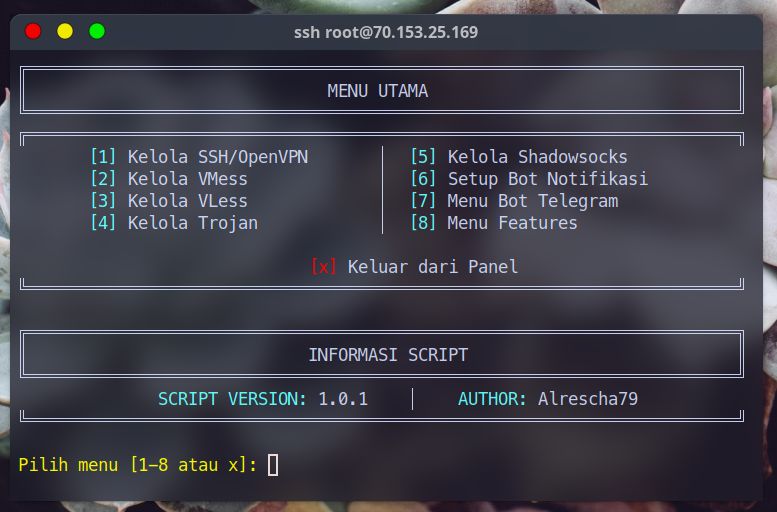 ssh root@70.153.25.169
MENU UTAMA
[1] Kelola SSH/OpenVPN
[2] Kelola VMess
[3] Kelola VLess
[4] Kelola Trojan
[5] Kelola Shadowsocks
[6] Setup Bot Notifikasi
[7] Menu Bot Telegram
[8] Menu Features
[x] Keluar dari Panel
INFORMASI SCRIPT
SCRIPT VERSION: 1.0.1
AUTHOR: Alrescha79
Pilih menu [1-8 atau x]: